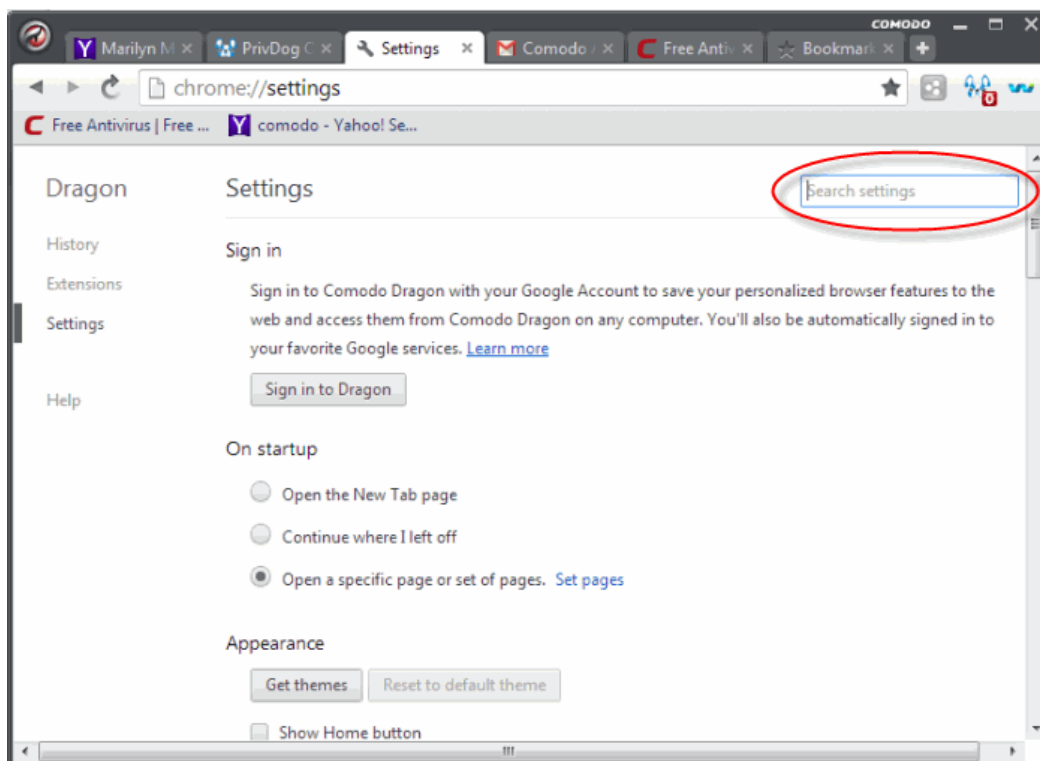 COMODO
Marilyn M
PrivDog C
Settings
Comodo /
Free Antiv
Bookmark
chrome://settings
0
Free Antivirus | Free ...
comodo - Yahoo! Se...
Dragon
Settings
Search settings
History
Extensions
Settings
Help
Sign in
Sign in to Comodo Dragon with your Google Account to save your personalized browser features to the
web and access them from Comodo Dragon on any computer. You'll also be automatically signed in to
your favorite Google services. Learn more
Sign in to Dragon
On startup
Open the New Tab page
Continue where I left off
Open a specific page or set of pages. Set pages
Appearance
Get themes
Reset to default theme
Show Home button